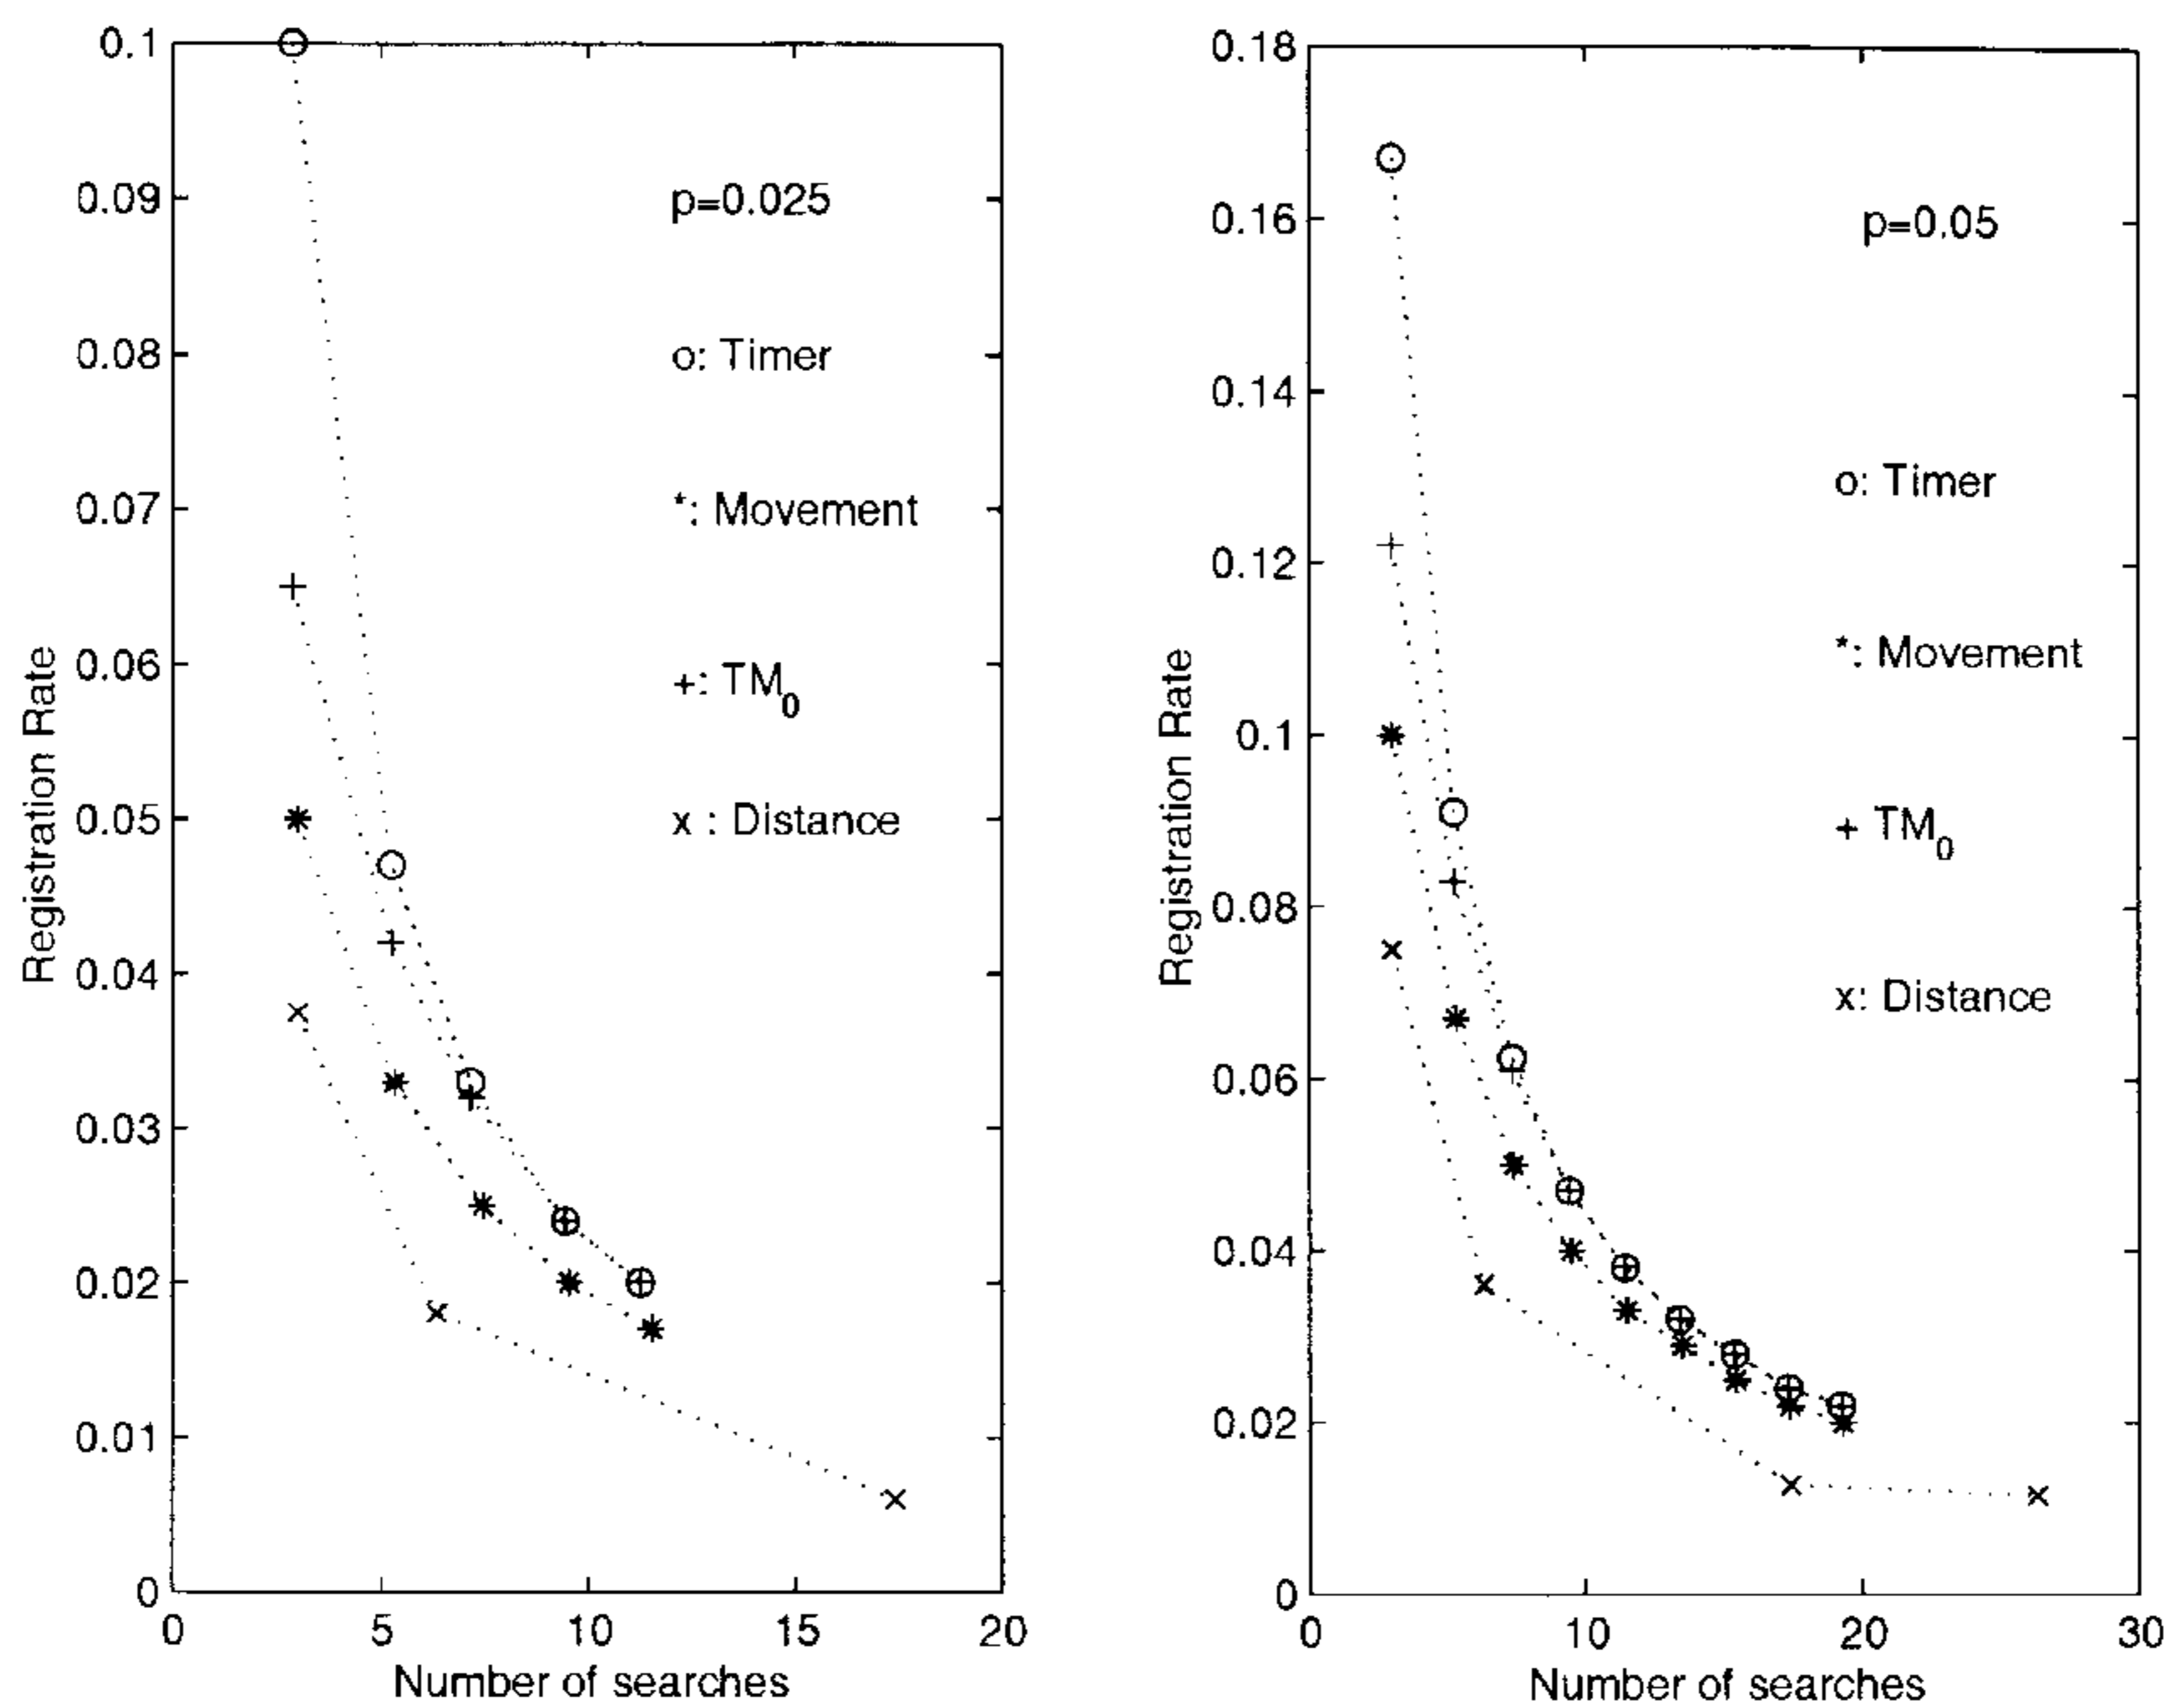 0.1
0.09
0.08
0.07
0.06
0.05
0.04
0.03
0.02
0.01
0
Registration Rate
p=0.025
o: Timer
*: Movement
+: TM0
x : Distance
0 5 10 15 20
Number of searches
0.18
0.16
0.14
0.12
0.1
0.08
0.06
0.04
0.02
0
Registration Rate
p=0.05
o: Timer
*: Movement
+ TM0
x: Distance
0 10 20 30
Number of searches